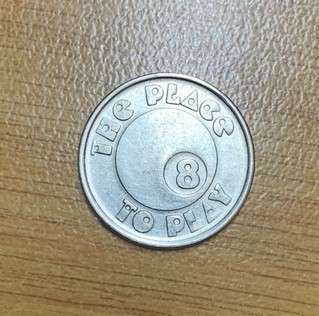 THE PLACE
8
TO PLAY